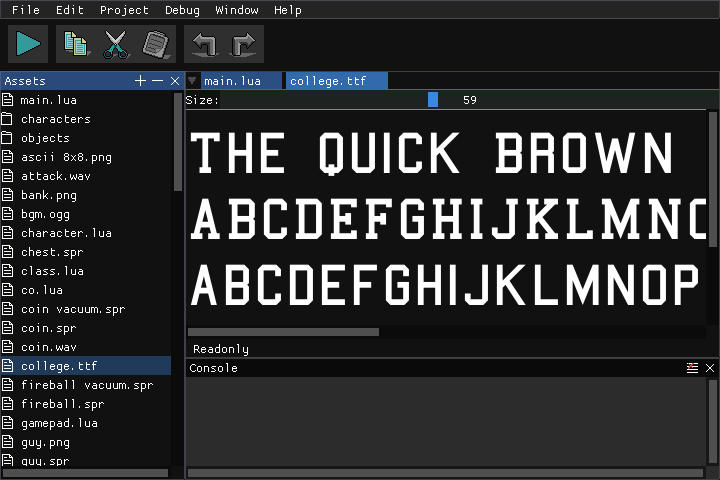 File Edit Project Debug Window Help
Assets
main.lua college.ttf
Size: 59
main.lua
characters
objects
ascii 8x8.png
attack.wav
bank.png
bgm.ogg
character.lua
chest.spr
class.lua
co.lua
coin vacuum.spr
coin.spr
coin.wav
college.ttf
fireball vacuum.spr
fireball.spr
gamepad.lua
guy.png
guy.spr
THE QUICK BROWN
ABCDEFGHIJKLMNO
ABCDEFGHIJKLMNOP
Readonly
Console